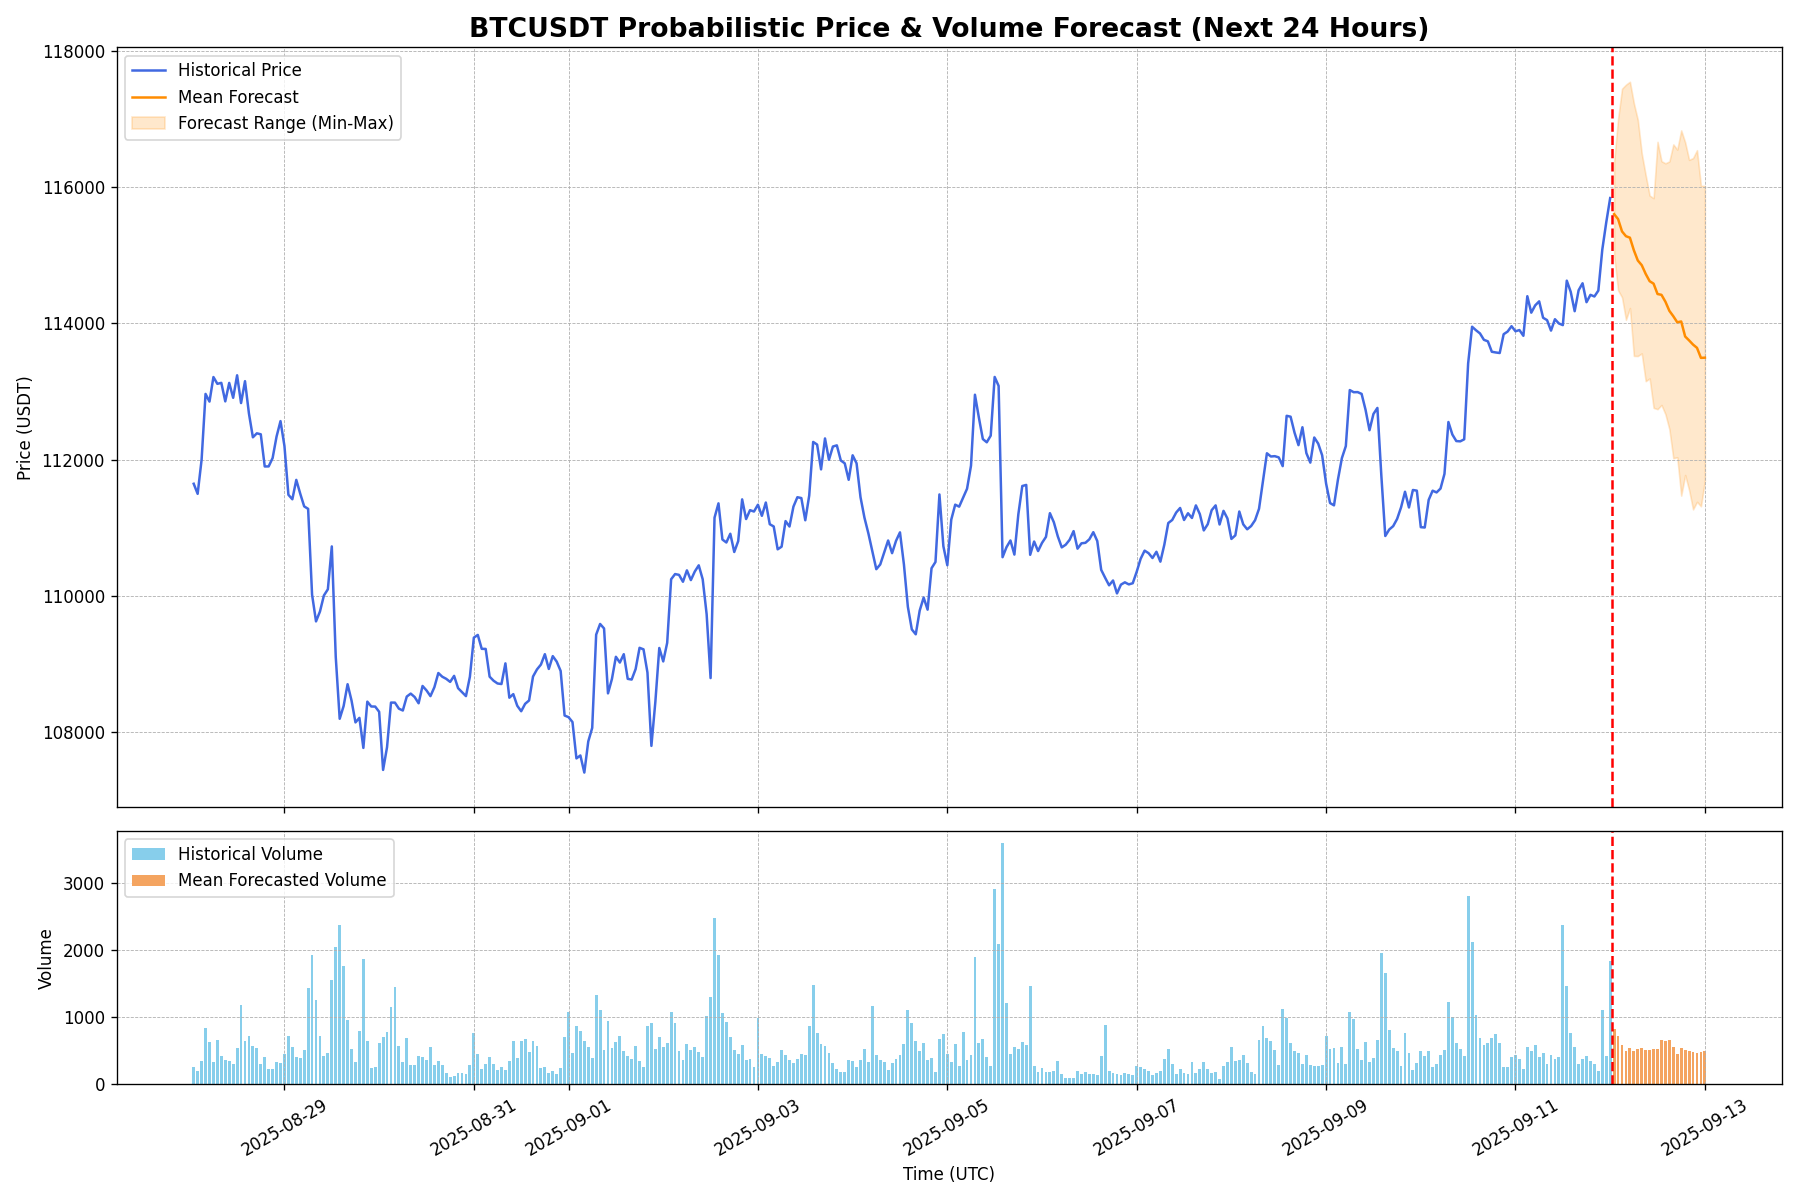 BTCUSDT Probabilistic Price & Volume Forecast (Next 24 Hours)
Historical Price
Mean Forecast
Forecast Range (Min-Max)
118000
116000
114000
112000
110000
108000
Price (USDT)
Historical Volume
Mean Forecasted Volume
3000
2000
1000
0
Volume
2025-08-29
2025-08-31
2025-09-01
2025-09-03
2025-09-05
2025-09-07
2025-09-09
2025-09-11
2025-09-13
Time (UTC)